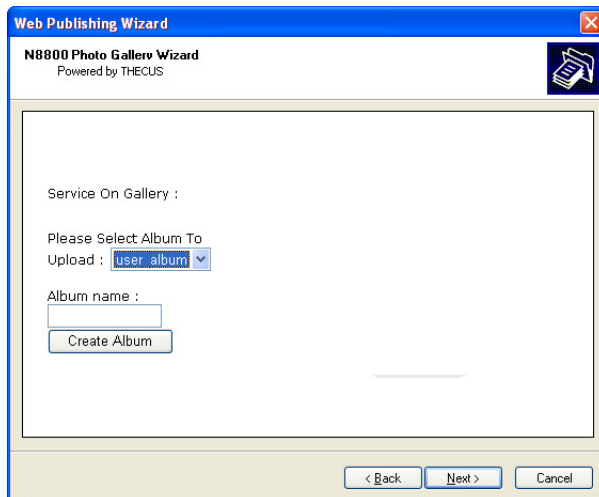 Web Publishing Wizard
N8800 Photo Gallery Wizard
Powered by THECUS
Service On Gallery :
Please Select Album To
Upload : user_album
Album name :
Create Album
< Back Next > Cancel